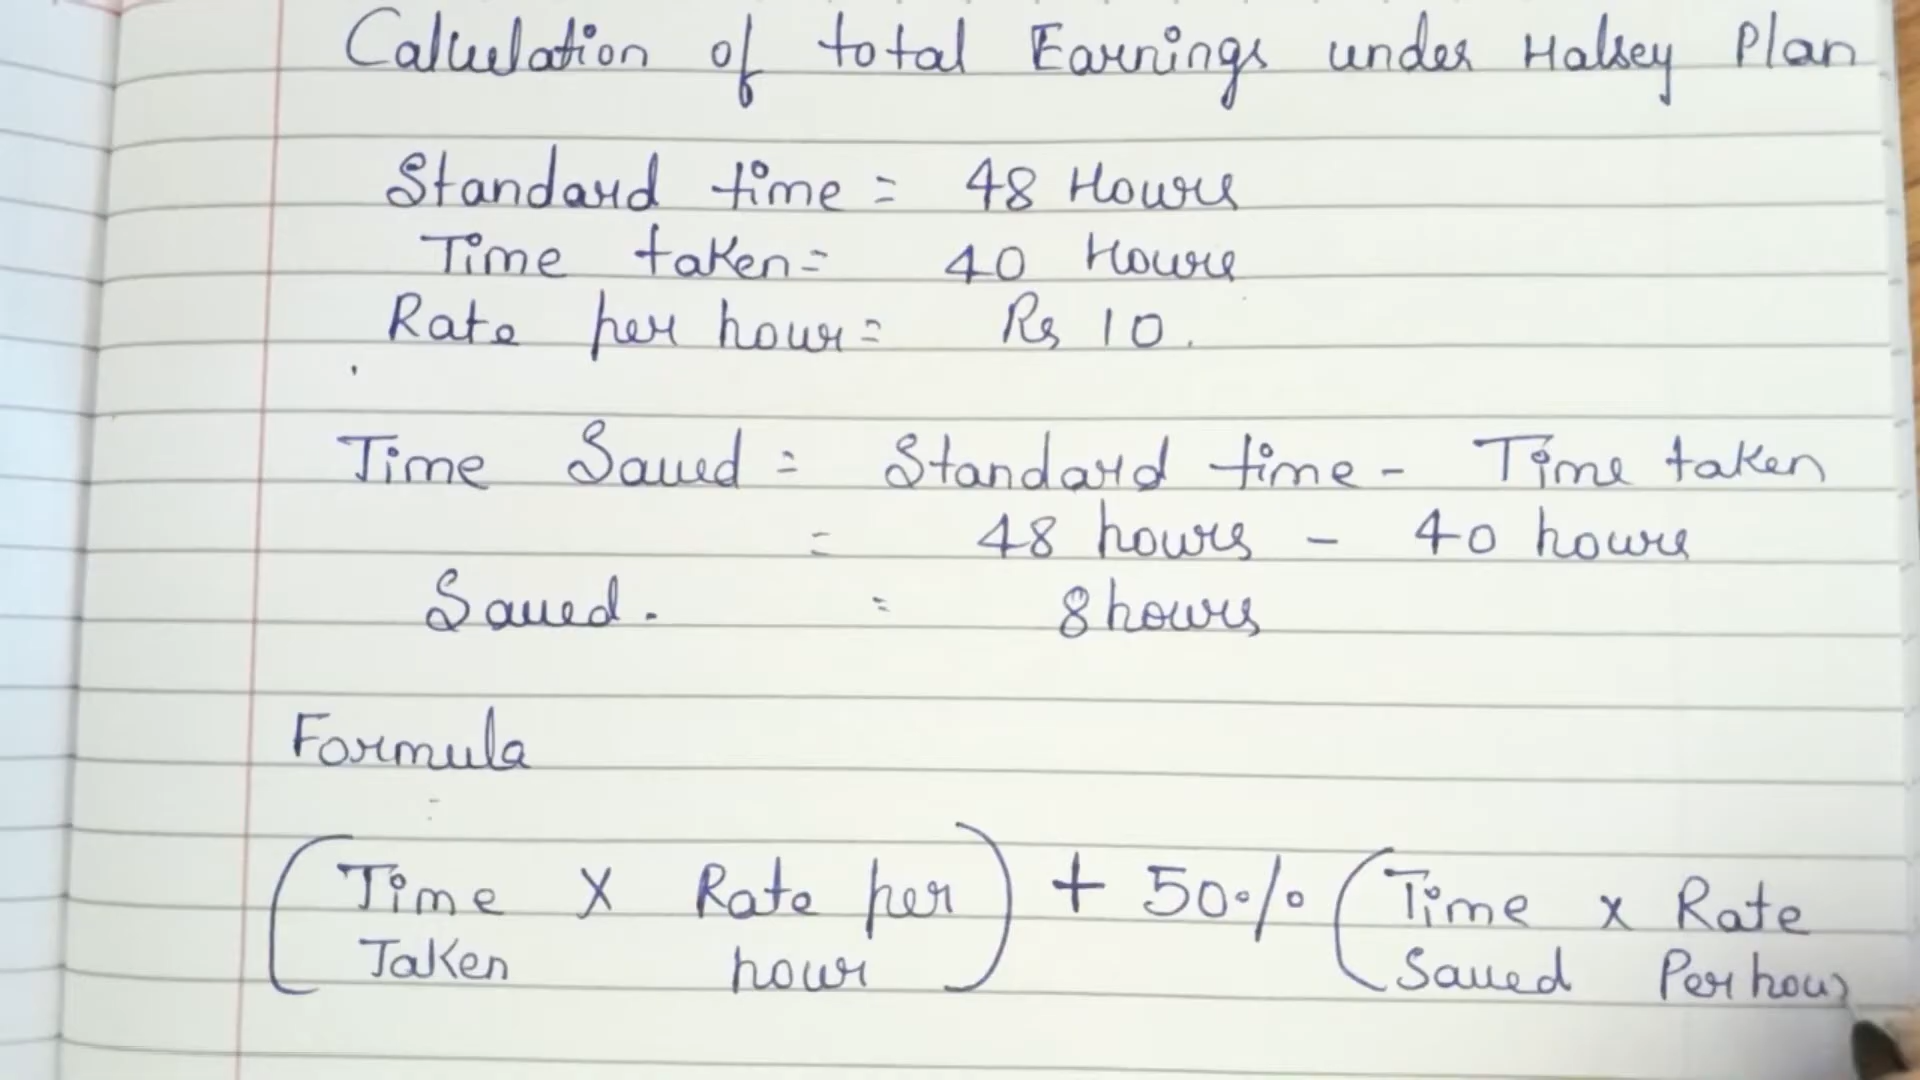 Calculation of total Earnings under Halsey Plan
Standard time = 48 Hours
Time taken = 40 Hours
Rate per hour = Rs 10.
Time Saved = Standard time - Time taken
= 48 hours - 40 hours
Saved. = 8 hours
Formula
=
(Time X Rate per) + 50% (Time x Rate
Taken hour Saved Per hour